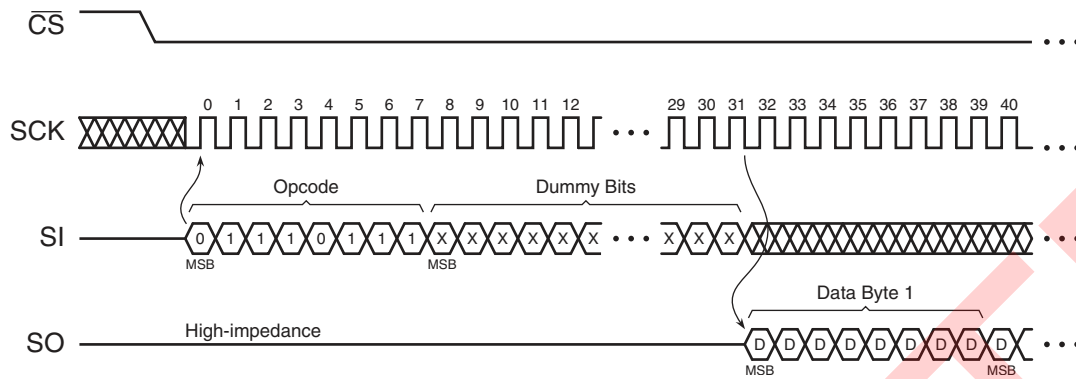 CS
SCK
0 1 2 3 4 5 6 7 8 9 10 11 12 29 30 31 32 33 34 35 36 37 38 39 40
Opcode Dummy Bits
SI
0 1 1 1 0 1 1 1 X X X X X X X X X
MSB MSB
Data Byte 1
High-impedance
SO
D D D D D D D D D
MSB MSB